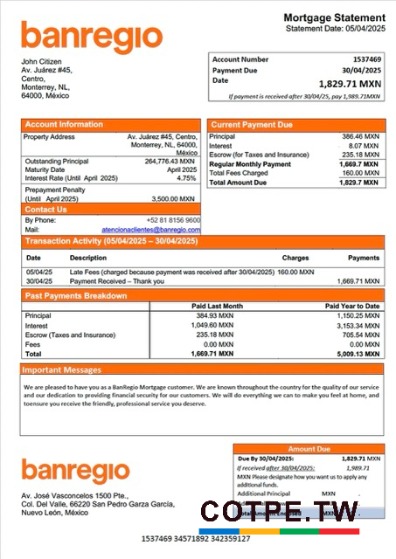 banregio
Mortgage Statement
Statement Date: 05/04/2025
John Citizen
Av. Juárez #45,
Centro,
Monterrey, NL,
64000, México
Account Number 1537469
Payment Due 30/04/2025
Date 1,829.71 MXN
If payment is received after 30/04/25, pay 1,989.71MXN
Account Information
Property Address Av. Juárez #45, Centro,
Monterrey, NL, 64000,
México
Outstanding Principal 264,776.43 MXN
Maturity Date April 2025
Interest Rate (Until April 2025) 4.75%
Prepayment Penalty
(Until April 2025) 3,500.00 MXN
Contact Us
By Phone: +52 81 8156 9600
Mail: atencionaclientes@banregio.com
Current Payment Due
Principal 386.46 MXN
Interest 8.07 MXN
Escrow (for Taxes and Insurance) 235.18 MXN
Regular Monthly Payment 1,669.7 MXN
Total Fees Charged 160.00 MXN
Total Amount Due 1,829.7 MXN
Transaction Activity (05/04/2025 – 30/04/2025)
Date Description Charges Payments
05/04/25 Late Fees (charged because payment was received after 30/04/2025) 160.00 MXN
30/04/25 Payment Received – Thank you 1,669.71 MXN
Past Payments Breakdown
Paid Last Month Paid Year to Date
Principal 384.93 MXN 1,150.25 MXN
Interest 1,049.60 MXN 3,153.34 MXN
Escrow (Taxes and Insurance) 235.18 MXN 705.54 MXN
Fees 0.00 MXN 0.00 MXN
Total 1,669.71 MXN 5,009.13 MXN
Important Messages
We are pleased to have you as a BanRegio Mortgage customer. We are known throughout the country for the quality of our service
and our dedication to providing financial security for our customers. We will do everything we can to make you feel at home, and
toensure you receive the friendly, professional service you deserve.
banregio
Av. José Vasconcelos 1500 Pte.,
Col. Del Valle, 66220 San Pedro Garza García,
Nuevo León, México
Amount Due
Due By 30/04/2025: 1,829.71 MXN
If received after 30/04/2025: 1,989.71
MXN Please designate how you want us to apply any
additional funds.
Additional Principal MXN
COTPE.TW
1537469 34571892 342359127